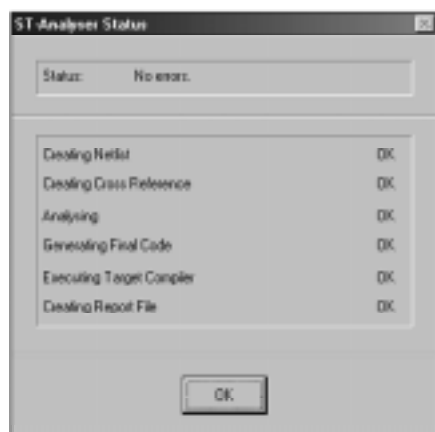 ST-Analyser Status
Status: No errors.
Creating Netlist OK
Creating Cross Reference OK
Analysing OK
Generating Final Code OK
Executing Target Compiler OK
Creating Report File OK
OK